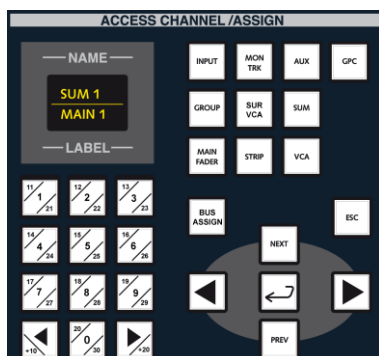 ACCESS CHANNEL /ASSIGN
NAME
SUM 1
MAIN 1
LABEL
INPUT
MON
TRK
AUX
GPC
GROUP
SUR
VCA
SUM
MAIN
FADER
STRIP
VCA
BUS
ASSIGN
ESC
NEXT
PREV
11 1 21
12 2 22
13 3 23
14 4 24
15 5 25
16 6 26
17 7 27
18 8 28
19 9 29
+10
20 0 30
+20